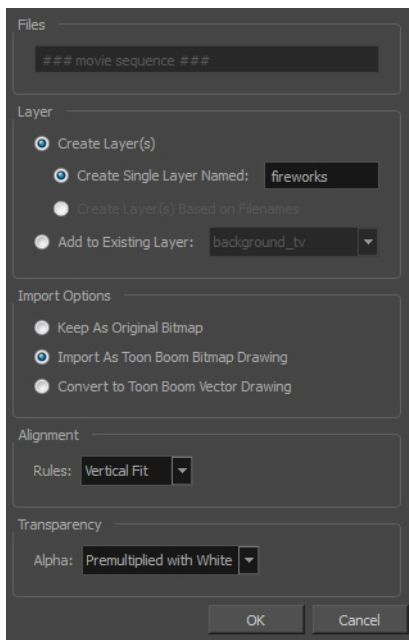 Files
### movie sequence ###
Layer
Create Layer(s)
Create Single Layer Named: fireworks
Create Layer(s) Based on Filenames
Add to Existing Layer: background_tv
Import Options
Keep As Original Bitmap
Import As Toon Boom Bitmap Drawing
Convert to Toon Boom Vector Drawing
Alignment
Rules: Vertical Fit
Transparency
Alpha: Premultiplied with White
OK Cancel